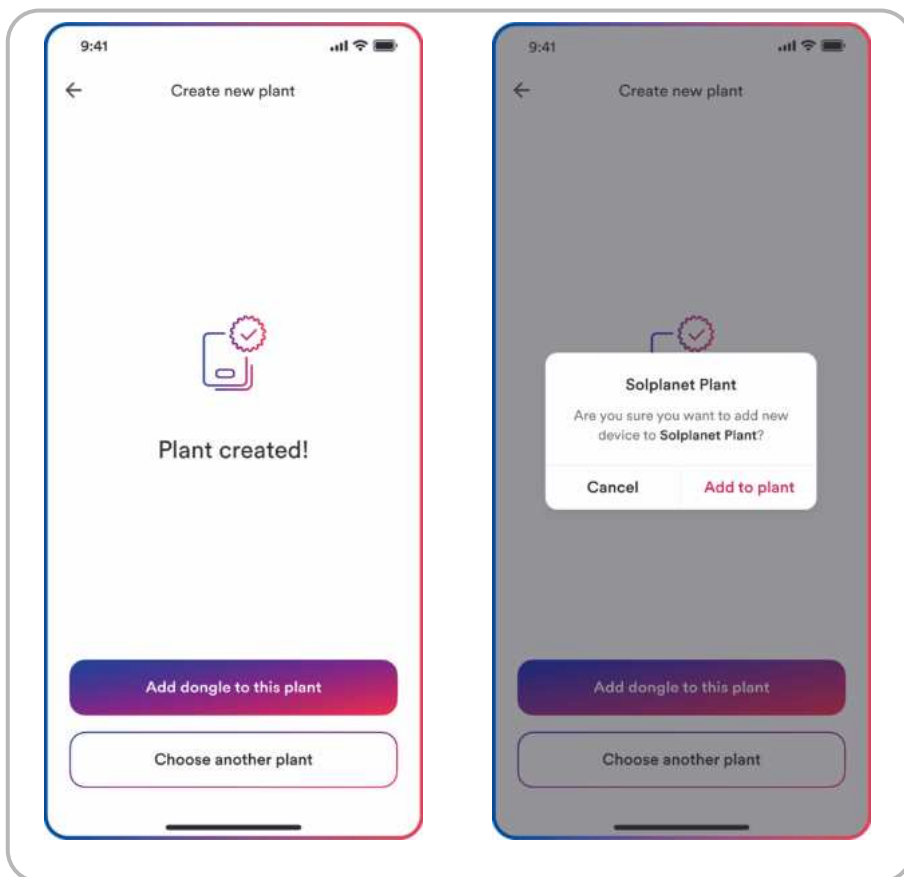 9:41
Create new plant
Plant created!
Add dongle to this plant
Choose another plant
9:41
Create new plant
Solplanet Plant
Are you sure you want to add new
device to Solplanet Plant?
Cancel
Add to plant
Add dongle to this plant
Choose another plant